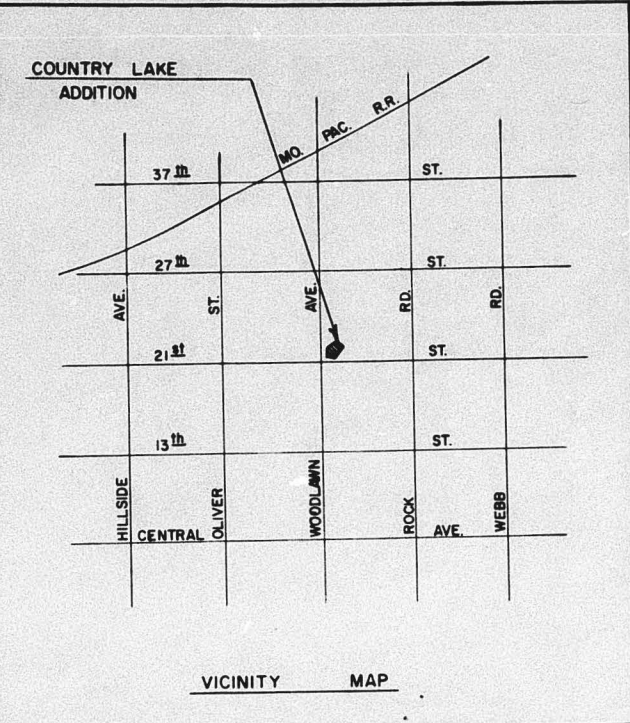 COUNTRY LAKE
ADDITION
MO. PAC. R.R.
37th ST.
27th ST.
AVE. ST. AVE. RD. RD.
21st ST.
13th ST.
HILLSIDE OLIVER WOODLAWN ROCK WEBB
CENTRAL AVE.
VICINITY MAP